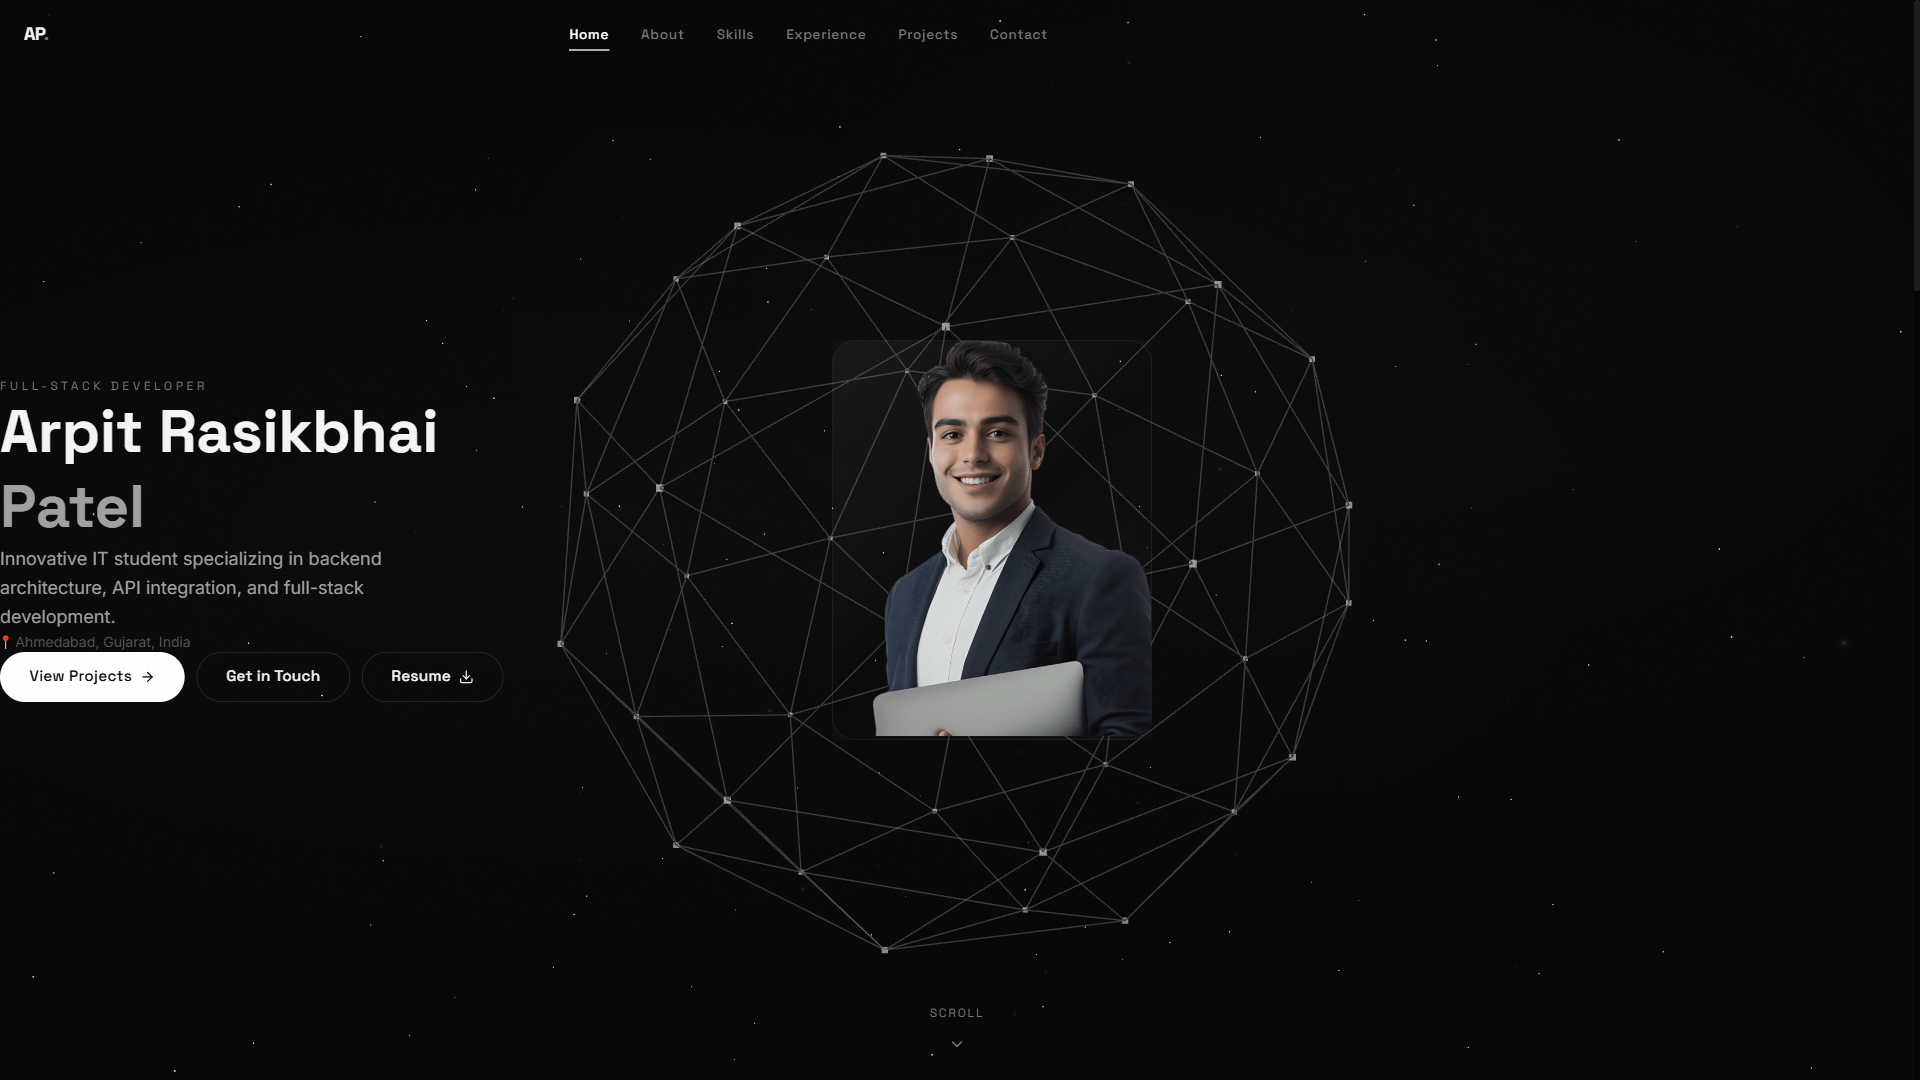 AP.
Home About Skills Experience Projects Contact
FULL-STACK DEVELOPER
Arpit Rasikbhai
Patel
Innovative IT student specializing in backend
architecture, API integration, and full-stack
development.
📍 Ahmedabad, Gujarat, India
View Projects → Get in Touch Resume
SCROLL